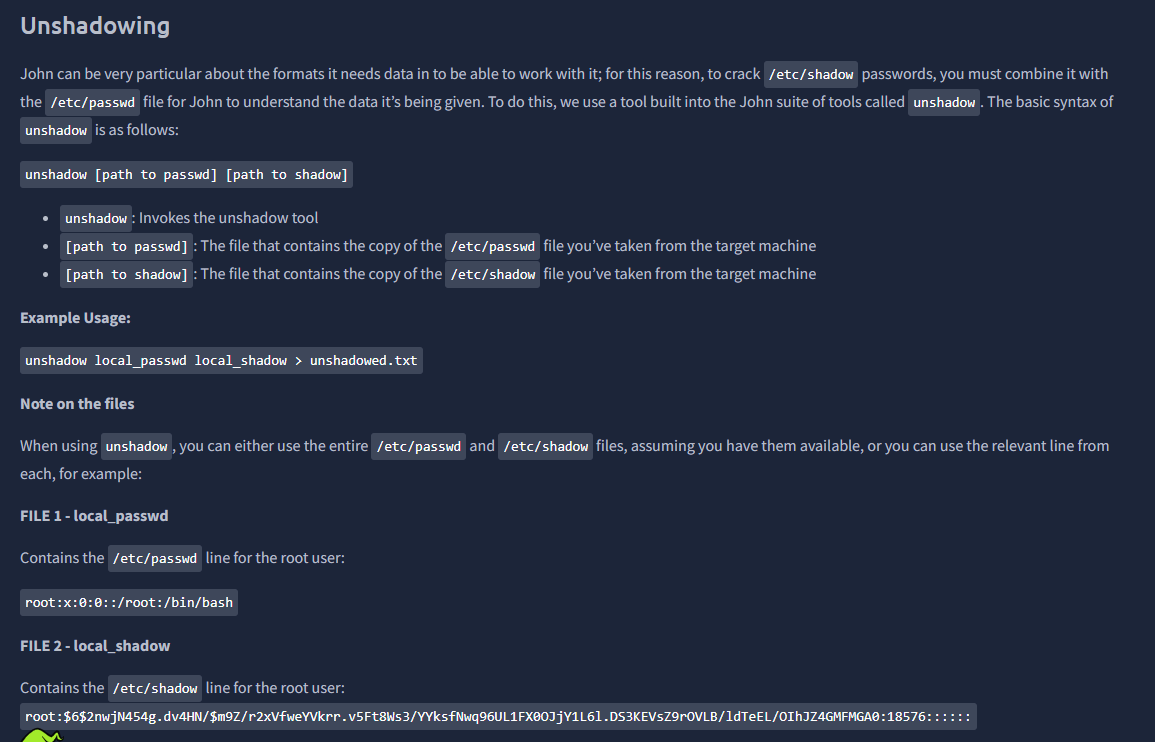 Unshadowing
John can be very particular about the formats it needs data in to be able to work with it; for this reason, to crack /etc/shadow passwords, you must combine it with
the /etc/passwd file for John to understand the data it’s being given. To do this, we use a tool built into the John suite of tools called unshadow . The basic syntax of
unshadow is as follows:
unshadow [path to passwd] [path to shadow]
• unshadow : Invokes the unshadow tool
• [path to passwd] : The file that contains the copy of the /etc/passwd file you’ve taken from the target machine
• [path to shadow] : The file that contains the copy of the /etc/shadow file you’ve taken from the target machine
Example Usage:
unshadow local_passwd local_shadow > unshadowed.txt
Note on the files
When using unshadow , you can either use the entire /etc/passwd and /etc/shadow files, assuming you have them available, or you can use the relevant line from
each, for example:
FILE 1 - local_passwd
Contains the /etc/passwd line for the root user:
root:x:0:0::/root:/bin/bash
FILE 2 - local_shadow
Contains the /etc/shadow line for the root user:
root:$6$2nwjN454g.dv4HN/$m9Z/r2xVfweYVkrr.v5Ft8Ws3/YYksfNwq96UL1FX0OJjY1L6l.DS3KEVsZ9rOVLB/ldTeEL/OIhJZ4GMFMGA0:18576::::::